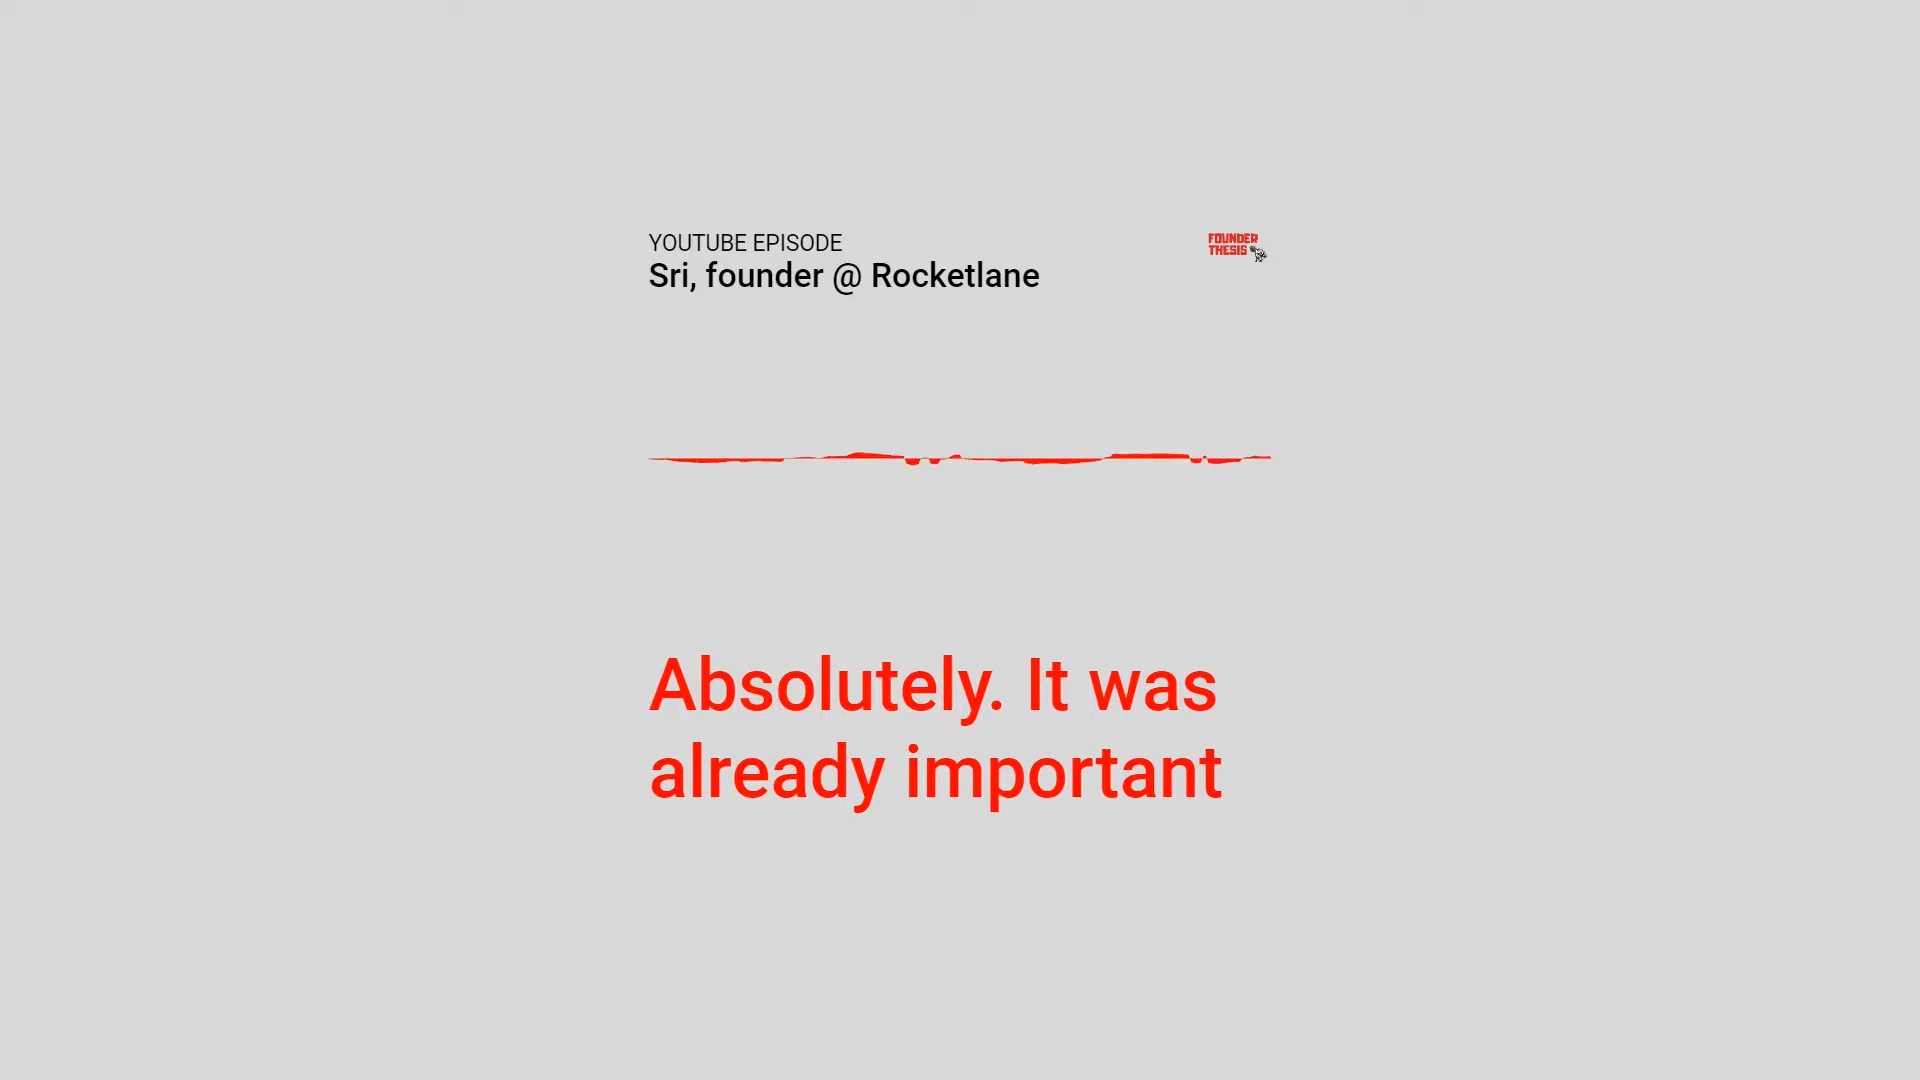 YOUTUBE EPISODE
Sri, founder @ Rocketlane
FOUNDER
THESIS
Absolutely. It was
already important